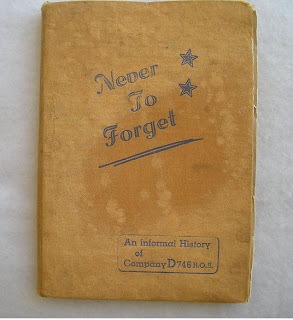 Never
To
Forget
An Informal History
of
Company D 746 R.O.B.